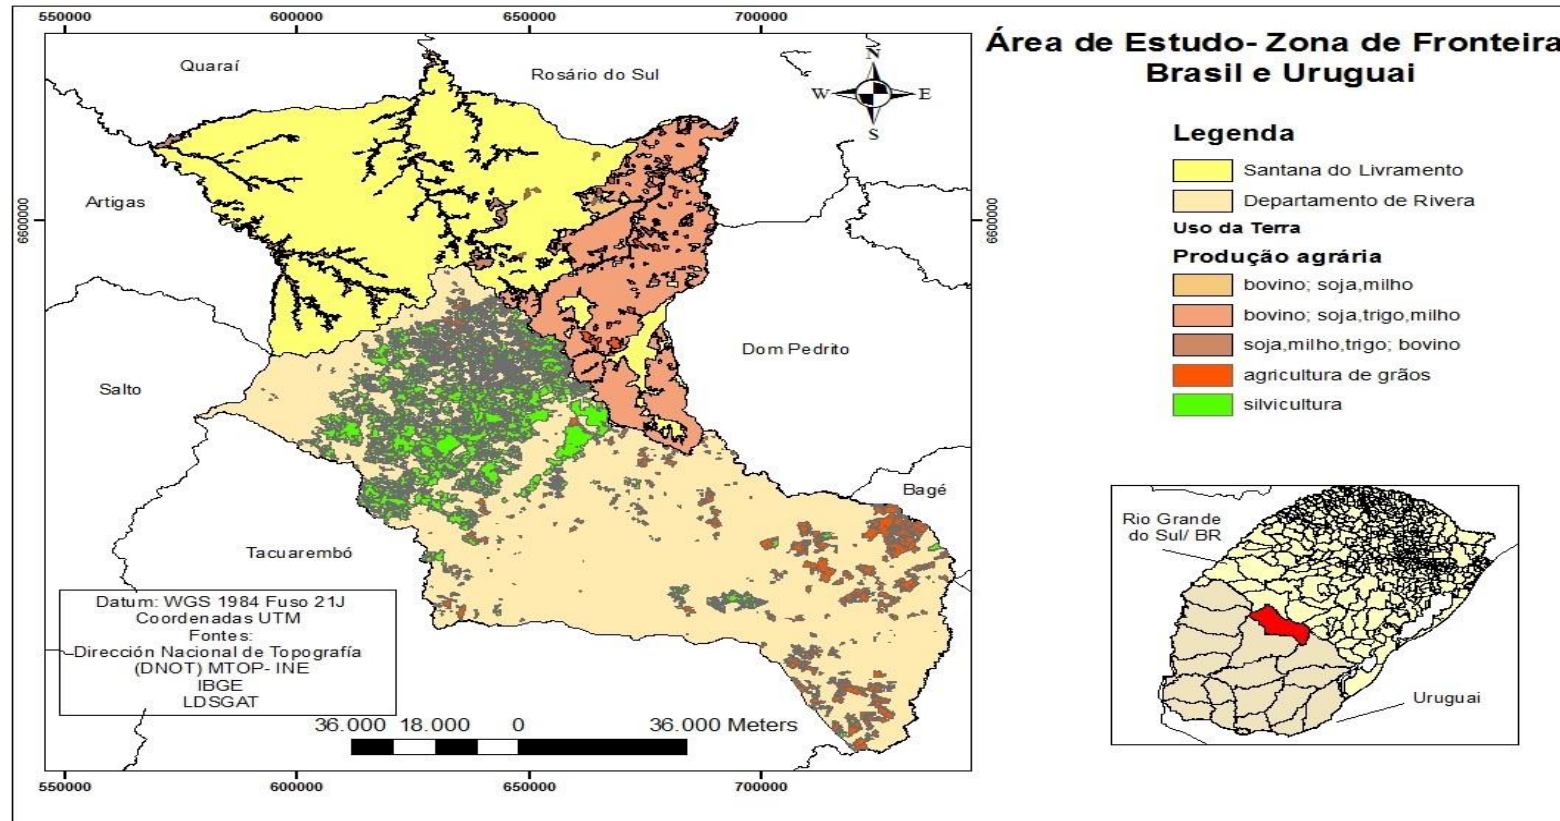 550000 600000 650000 700000
Área de Estudo- Zona de Fronteira
Brasil e Uruguai
Quaraí
Rosário do Sul
N
W E
S
Legenda
Santana do Livramento
Departamento de Rivera
Uso da Terra
Produção agrária
bovino; soja,milho
bovino; soja,trigo,milho
soja,milho,trigo; bovino
agricultura de grãos
silvicultura
Artigas
6600000
6600000
Salto
Dom Pedrito
Bagé
Tacuarembó
Datum: WGS 1984 Fuso 21J
Coordenadas UTM
Fontes:
Dirección Nacional de Topografía
(DNOT) MTOP- INE
IBGE
LDSGAT
36.000 18.000 0 36.000 Meters
550000 600000 650000 700000
Rio Grande
do Sul/ BR
Uruguai